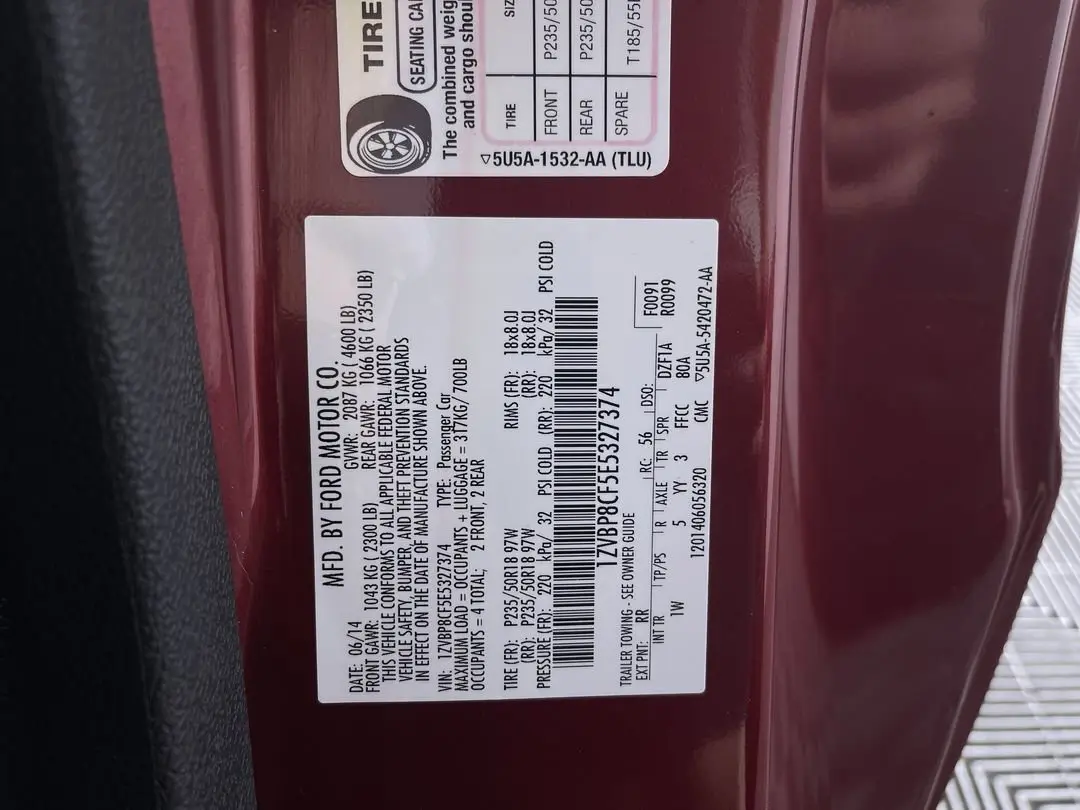 TIRE
SEATING CA
The combined weig
and cargo shou
TIRE SIZ
FRONT P235/50
REAR P235/50
SPARE T185/55
▽5U5A-1532-AA (TLU)
MFD. BY FORD MOTOR CO.
DATE: 06/14 GVWR: 2087 KG ( 4600 LB)
FRONT GAWR: 1043 KG ( 2300 LB) REAR GAWR: 1066 KG ( 2350 LB)
THIS VEHICLE CONFORMS TO ALL APPLICABLE FEDERAL MOTOR
VEHICLE SAFETY, BUMPER, AND THEFT PREVENTION STANDARDS
IN EFFECT ON THE DATE OF MANUFACTURE SHOWN ABOVE.
VIN: 1ZVBP8CF5E5327374 TYPE: Passenger Car
MAXIMUM LOAD = OCCUPANTS + LUGGAGE = 317KG/ 700LB
OCCUPANTS = 4 TOTAL; 2 FRONT, 2 REAR
TIRE (FR): P235/50R18 97W RIMS (FR): 18x8.0J
(RR): P235/50R18 97W (RR): 18x8.0J
PRESSURE (FR): 220 kPa/ 32 PSI COLD (RR): 220 kPa/ 32 PSI COLD
1ZVBP8CF5E5327374
TRAILER TOWING - SEE OWNER GUIDE
EXT PNT: RR RC: 56 DSO: F0091
R0099
INT TR TP/PS R AXLE TR SPR DZF1A
1W 5 YY 3 FFCC 80A
1201406056320 CMC ▽5U5A-5420472-AA